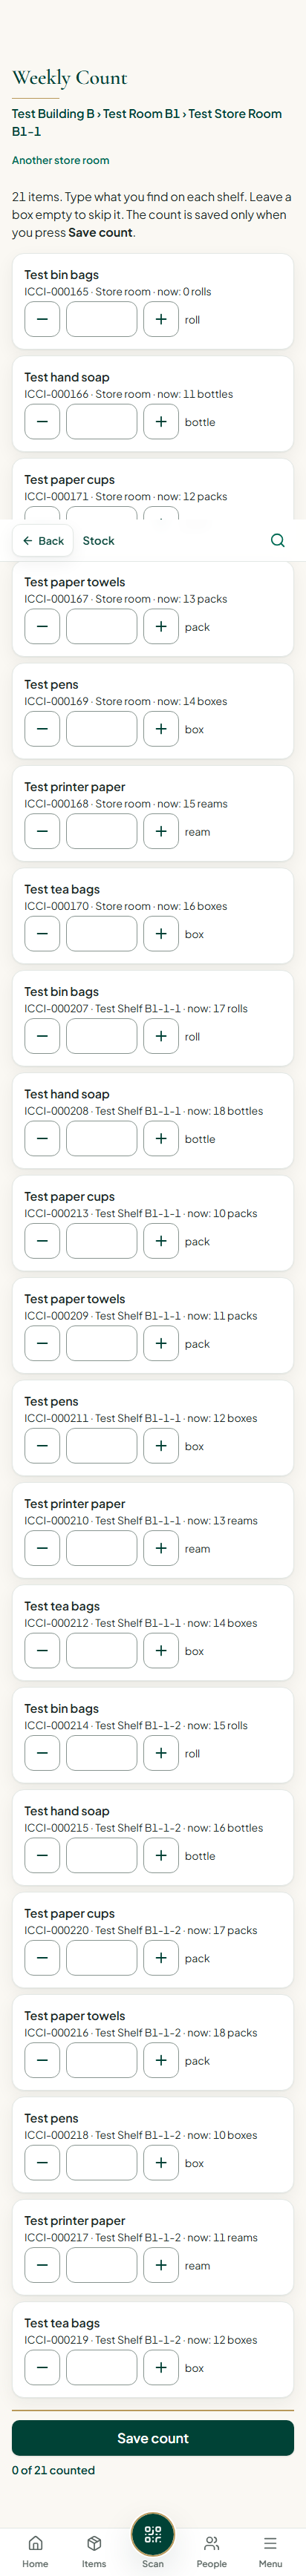 Weekly Count
Test Building B › Test Room B1 › Test Store Room
B1-1
Another store room
21 items. Type what you find on each shelf. Leave a
box empty to skip it. The count is saved only when
you press Save count.
Test bin bags
ICCI-000165 · Store room · now: 0 rolls
roll
Test hand soap
ICCI-000166 · Store room · now: 11 bottles
bottle
Test paper cups
ICCI-000171 · Store room · now: 12 packs
Back Stock
Test paper towels
ICCI-000167 · Store room · now: 13 packs
pack
Test pens
ICCI-000169 · Store room · now: 14 boxes
box
Test printer paper
ICCI-000168 · Store room · now: 15 reams
ream
Test tea bags
ICCI-000170 · Store room · now: 16 boxes
box
Test bin bags
ICCI-000207 · Test Shelf B1-1-1 · now: 17 rolls
roll
Test hand soap
ICCI-000208 · Test Shelf B1-1-1 · now: 18 bottles
bottle
Test paper cups
ICCI-000213 · Test Shelf B1-1-1 · now: 10 packs
pack
Test paper towels
ICCI-000209 · Test Shelf B1-1-1 · now: 11 packs
pack
Test pens
ICCI-000211 · Test Shelf B1-1-1 · now: 12 boxes
box
Test printer paper
ICCI-000210 · Test Shelf B1-1-1 · now: 13 reams
ream
Test tea bags
ICCI-000212 · Test Shelf B1-1-1 · now: 14 boxes
box
Test bin bags
ICCI-000214 · Test Shelf B1-1-2 · now: 15 rolls
roll
Test hand soap
ICCI-000215 · Test Shelf B1-1-2 · now: 16 bottles
bottle
Test paper cups
ICCI-000220 · Test Shelf B1-1-2 · now: 17 packs
pack
Test paper towels
ICCI-000216 · Test Shelf B1-1-2 · now: 18 packs
pack
Test pens
ICCI-000218 · Test Shelf B1-1-2 · now: 10 boxes
box
Test printer paper
ICCI-000217 · Test Shelf B1-1-2 · now: 11 reams
ream
Test tea bags
ICCI-000219 · Test Shelf B1-1-2 · now: 12 boxes
box
Save count
0 of 21 counted
Home Items Scan People Menu